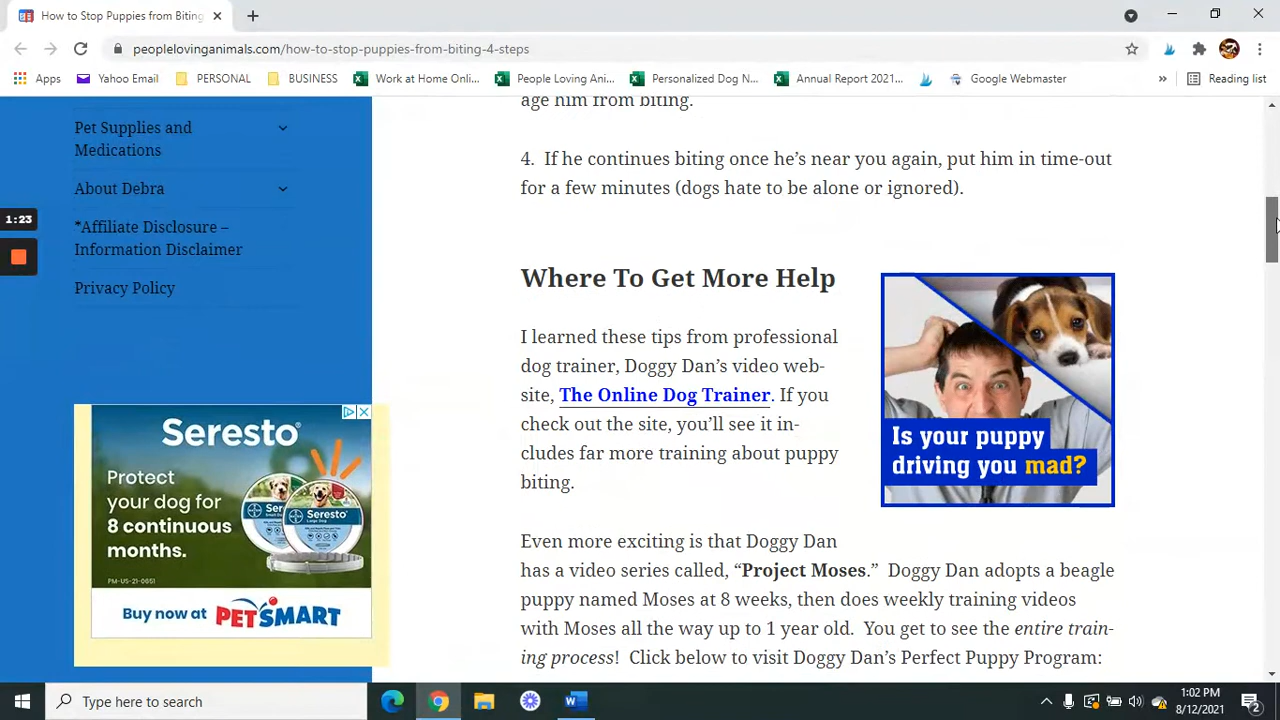 How to Stop Puppies from Biting
peoplelovinganimals.com/how-to-stop-puppies-from-biting-4-steps
Apps
Yahoo Email
PERSONAL
BUSINESS
Work at Home Onli...
People Loving Ani...
Personalized Dog N...
Annual Report 2021...
Google Webmaster
»
Reading list
Pet Supplies and
Medications
About Debra
*Affiliate Disclosure –
Information Disclaimer
Privacy Policy
1:23
Seresto®
Protect
your dog for
8 continuous
months.
PM-US-21-0651
Buy now at PETSMART
age him from biting.
4. If he continues biting once he's near you again, put him in time-out
for a few minutes (dogs hate to be alone or ignored).
Where To Get More Help
I learned these tips from professional
dog trainer, Doggy Dan's video web-
site, The Online Dog Trainer. If you
check out the site, you'll see it in-
cludes far more training about puppy
biting.
Is your puppy
driving you mad?
Even more exciting is that Doggy Dan
has a video series called, “Project Moses.” Doggy Dan adopts a beagle
puppy named Moses at 8 weeks, then does weekly training videos
with Moses all the way up to 1 year old. You get to see the entire train-
ing process! Click below to visit Doggy Dan's Perfect Puppy Program:
Type here to search
1:02 PM
8/12/2021
2